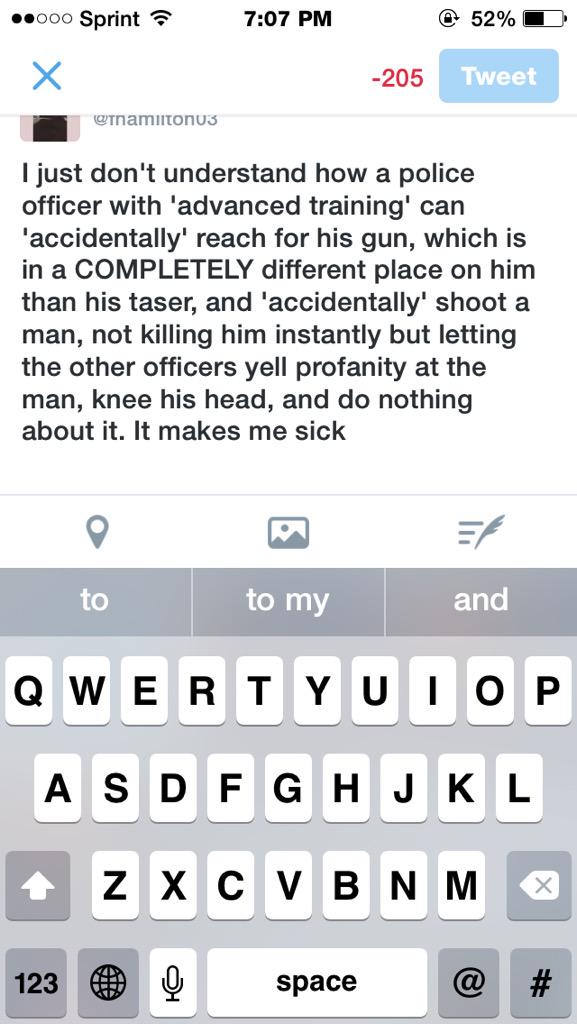 Sprint 7:07 PM 52%
-205 Tweet
@fhamilton03
I just don't understand how a police
officer with 'advanced training' can
'accidentally' reach for his gun, which is
in a COMPLETELY different place on him
than his taser, and 'accidentally' shoot a
man, not killing him instantly but letting
the other officers yell profanity at the
man, knee his head, and do nothing
about it. It makes me sick
to to my and
Q W E R T Y U I O P
A S D F G H J K L
Z X C V B N M
123 space @ #